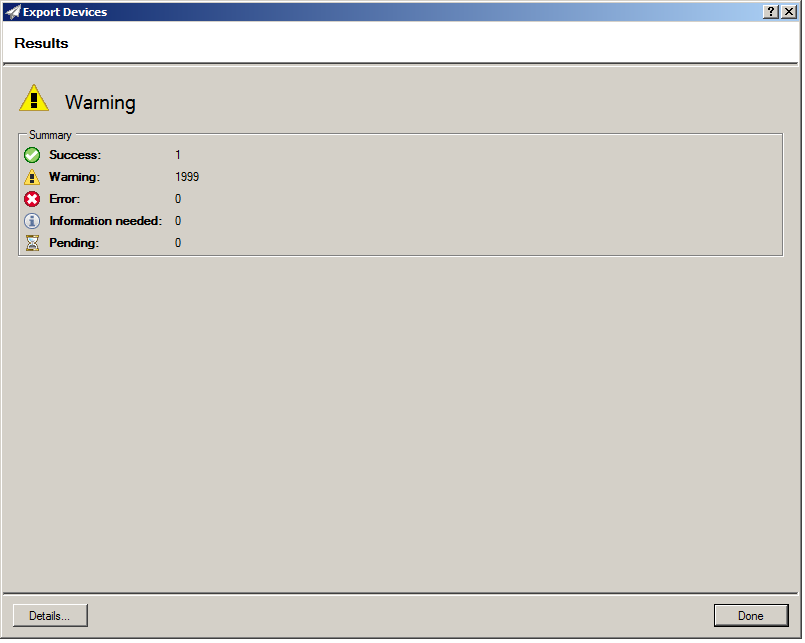 Export Devices
Results
Warning
Summary
Success: 1
Warning: 1999
Error: 0
Information needed: 0
Pending: 0
Details... Done